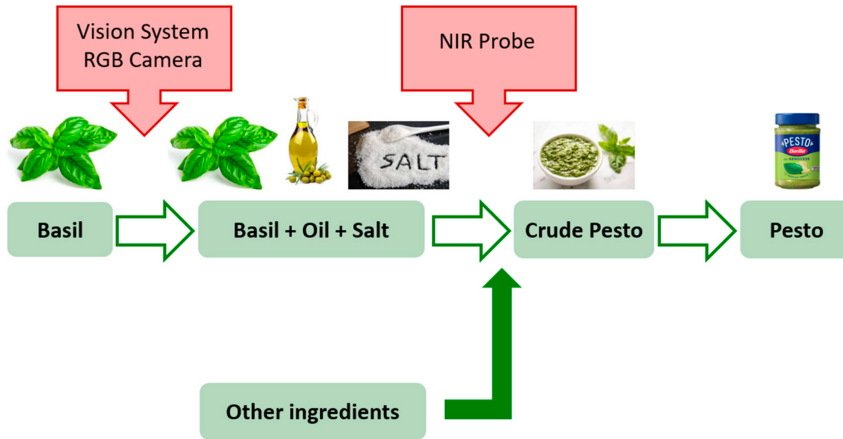 Vision System
RGB Camera
NIR Probe
SALT
PESTO
Barilla
Basil
Basil + Oil + Salt
Crude Pesto
Pesto
Other ingredients